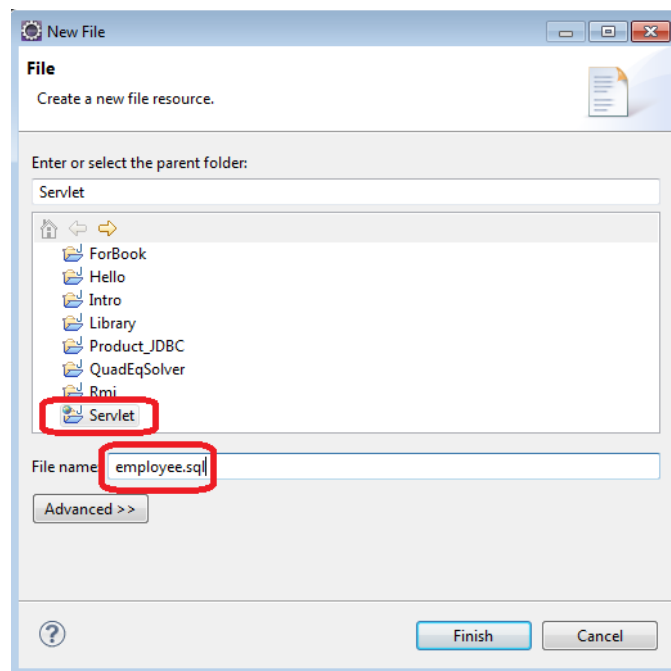 New File
File
Create a new file resource.
Enter or select the parent folder:
Servlet
ForBook
Hello
Intro
Library
Product_JDBC
QuadEqSolver
Rmi
Servlet
File name: employee.sql
Advanced >>
?
Finish Cancel